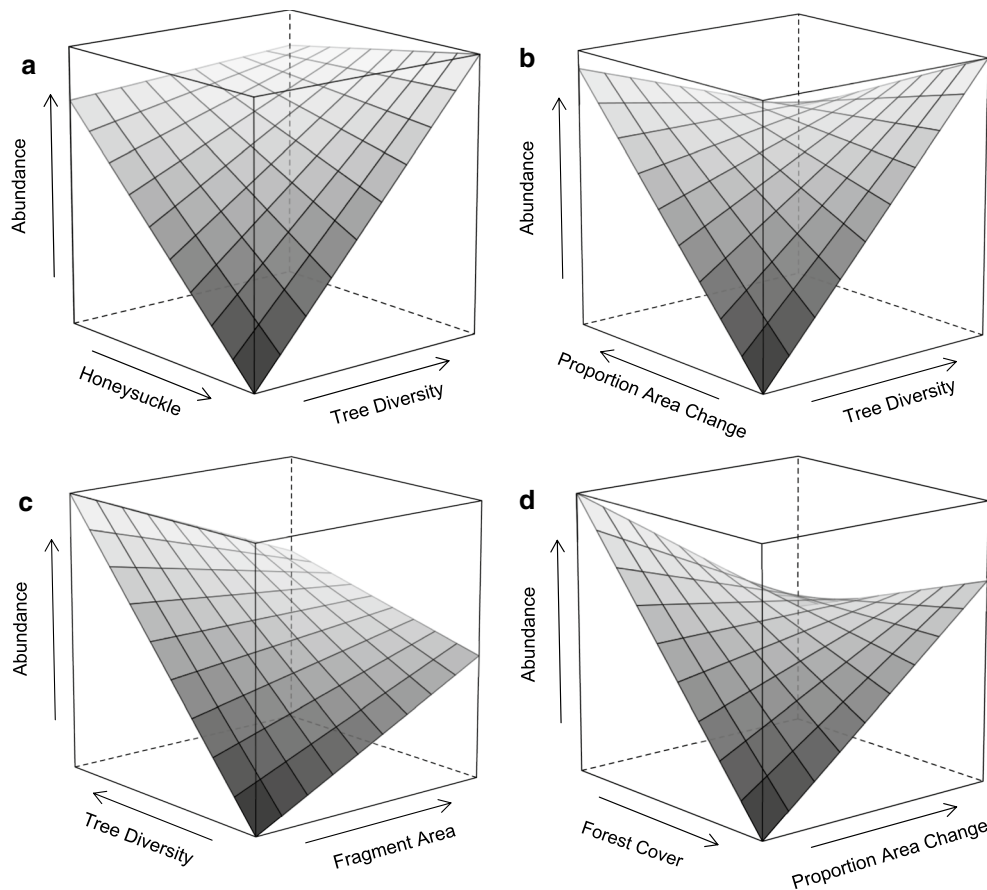 a
Abundance
Honeysuckle
Tree Diversity
b
Abundance
Proportion Area Change
Tree Diversity
c
Abundance
Tree Diversity
Fragment Area
d
Abundance
Forest Cover
Proportion Area Change